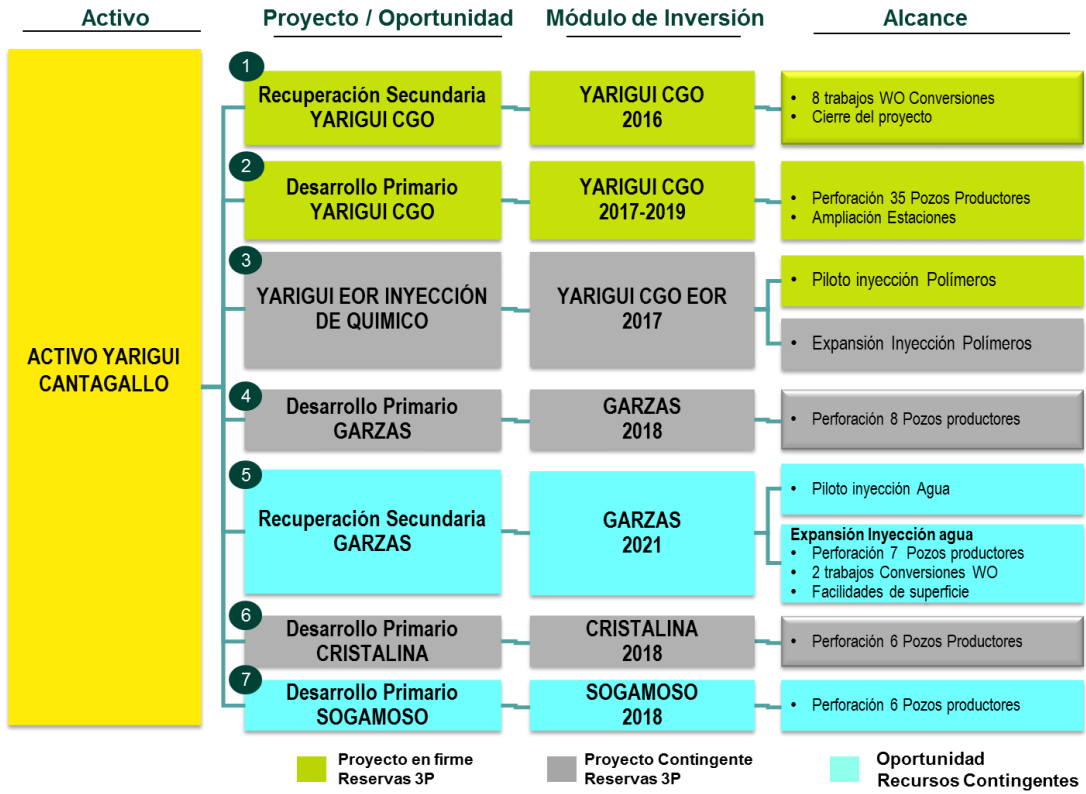 Activo
Proyecto / Oportunidad
Módulo de Inversión
Alcance
ACTIVO YARIGUI
CANTAGALLO
1
Recuperación Secundaria
YARIGUI CGO
YARIGUI CGO
2016
• 8 trabajos WO Conversiones
• Cierre del proyecto
2
Desarrollo Primario
YARIGUI CGO
YARIGUI CGO
2017-2019
• Perforación 35 Pozos Productores
• Ampliación Estaciones
3
YARIGUI EOR INYECCIÓN
DE QUIMICO
YARIGUI CGO EOR
2017
• Piloto inyección Polímeros
• Expansión Inyección Polímeros
4
Desarrollo Primario
GARZAS
GARZAS
2018
• Perforación 8 Pozos productores
5
Recuperación Secundaria
GARZAS
GARZAS
2021
• Piloto inyección Agua
Expansión Inyección agua
• Perforación 7 Pozos productores
• 2 trabajos Conversiones WO
• Facilidades de superficie
6
Desarrollo Primario
CRISTALINA
CRISTALINA
2018
• Perforación 6 Pozos Productores
7
Desarrollo Primario
SOGAMOSO
SOGAMOSO
2018
• Perforación 6 Pozos productores
Proyecto en firme
Reservas 3P
Proyecto Contingente
Reservas 3P
Oportunidad
Recursos Contingentes